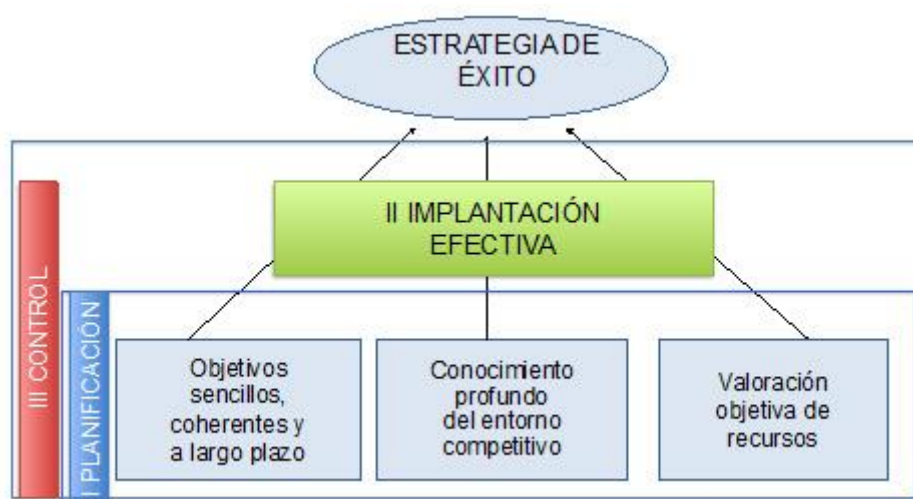 ESTRATEGIA DE
ÉXITO
II IMPLANTACIÓN
EFECTIVA
III CONTROL
I PLANIFICACIÓN
Objetivos
sencillos,
coherentes y
a largo plazo
Conocimiento
profundo
del entorno
competitivo
Valoración
objetiva de
recursos